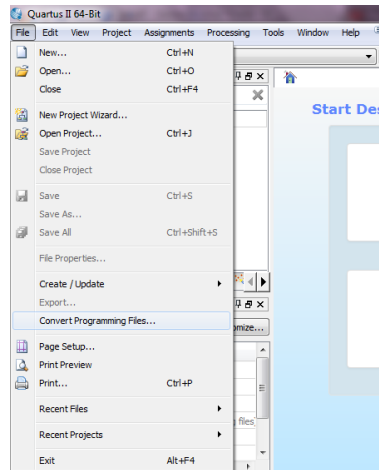 Quartus II 64-Bit
File Edit View Project Assignments Processing Tools Window Help
New... Ctrl+N
Open... Ctrl+O
Close Ctrl+F4
New Project Wizard...
Open Project... Ctrl+J
Save Project
Close Project
Save Ctrl+S
Save As...
Save All Ctrl+Shift+S
File Properties...
Create / Update
Export...
Convert Programming Files...
Page Setup...
Print Preview
Print... Ctrl+P
Recent Files
Recent Projects
Exit Alt+F4
Start Des
omize...
files